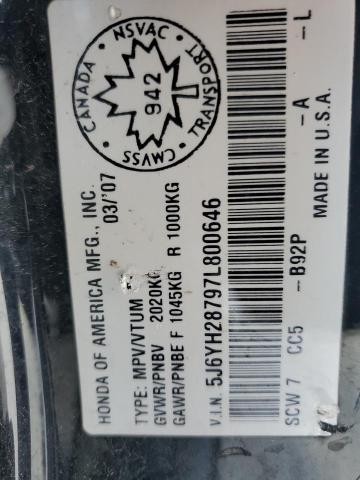 HONDA OF AMERICA MFG., INC.
03/'07
TYPE: MPV/VTUM
GVWR/PNBV 2020KG
GAWR/PNBE F 1045KG R 1000KG
V.I.N. 5J6YH28797L800646
SCW 7 CC5 -B92P -A -L
MADE IN U.S.A.
CANADA · NSVAC · TRANSPORT · CMVSS
942